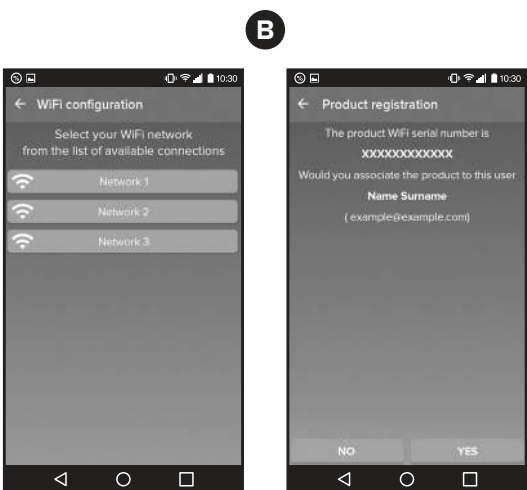 B
10:30
WiFi configuration
Select your WiFi network
from the list of available connections
Network 1
Network 2
Network 3
10:30
Product registration
The product WiFi serial number is
XXXXXXXXXXXX
Would you associate the product to this user
Name Surname
( example@example.com)
NO
YES